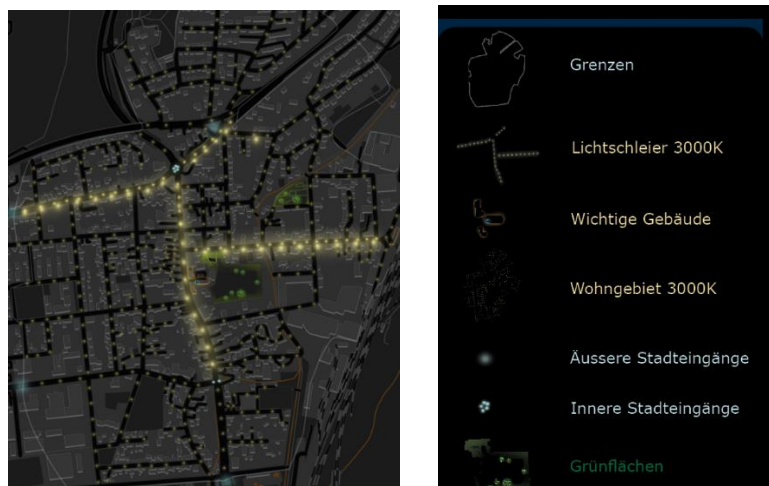 Grenzen
Lichtschleier 3000K
Wichtige Gebäude
Wohngebiet 3000K
Äussere Stadteingänge
Innere Stadteingänge
Grünflächen